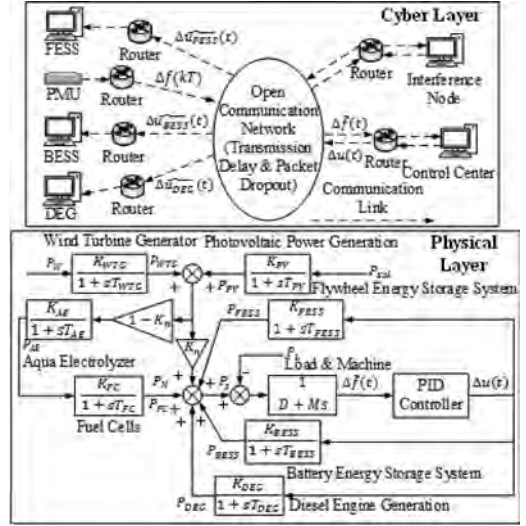 Cyber Layer
FESS
Router
Δu_FESS(t)
PMU
Router
Δf(kT)
BESS
Router
Δu_BESS(t)
DEG
Router
Δu_DEG(t)
Open
Communication
Network
(Transmission
Delay & Packet
Dropout)
Router
Interference
Node
Δf̃(t)
Δu(t)
Router
Control Center
Communication
Link
Wind Turbine Generator
Photovoltaic Power Generation
Physical
Layer
P_W
K_WTG
1 + sT_WTG
P_WTG
+
+
P_PV
K_PV
1 + sT_PV
Flywheel Energy Storage System
K_AE
1 + sT_AE
P_AE
1 − K_n
Aqua Electrolyzer
K_n
P_FESS
K_FESS
1 + sT_FESS
Load & Machine
K_FC
1 + sT_FC
Fuel Cells
P_N
P_FC
+
+
+
+
+
P_s
+
−
1
D + MS
Δf̃(t)
PID
Controller
Δu(t)
P_BESS
K_BESS
1 + sT_BESS
Battery Energy Storage System
P_DEG
K_DEG
1 + sT_DEG
Diesel Engine Generation